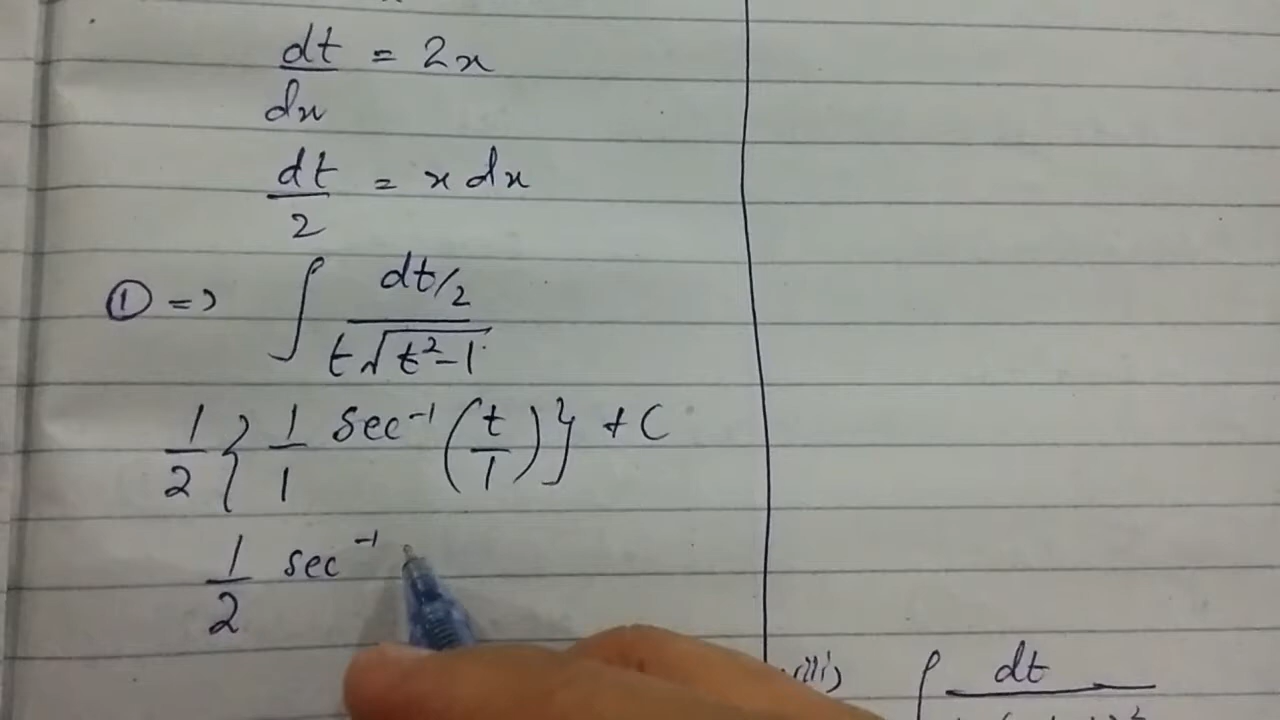 dt/dx = 2x
dt/2 = x dx
① => ∫ (dt/2)/(t√(t²-1))
1/2 { 1/1 sec⁻¹ (t/1) } + C
1/2 sec⁻¹
∫ dt